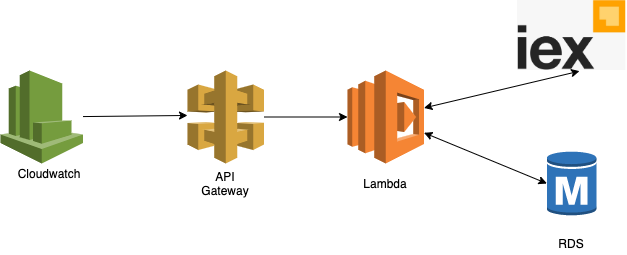 iex
Cloudwatch
API
Gateway
Lambda
M
RDS